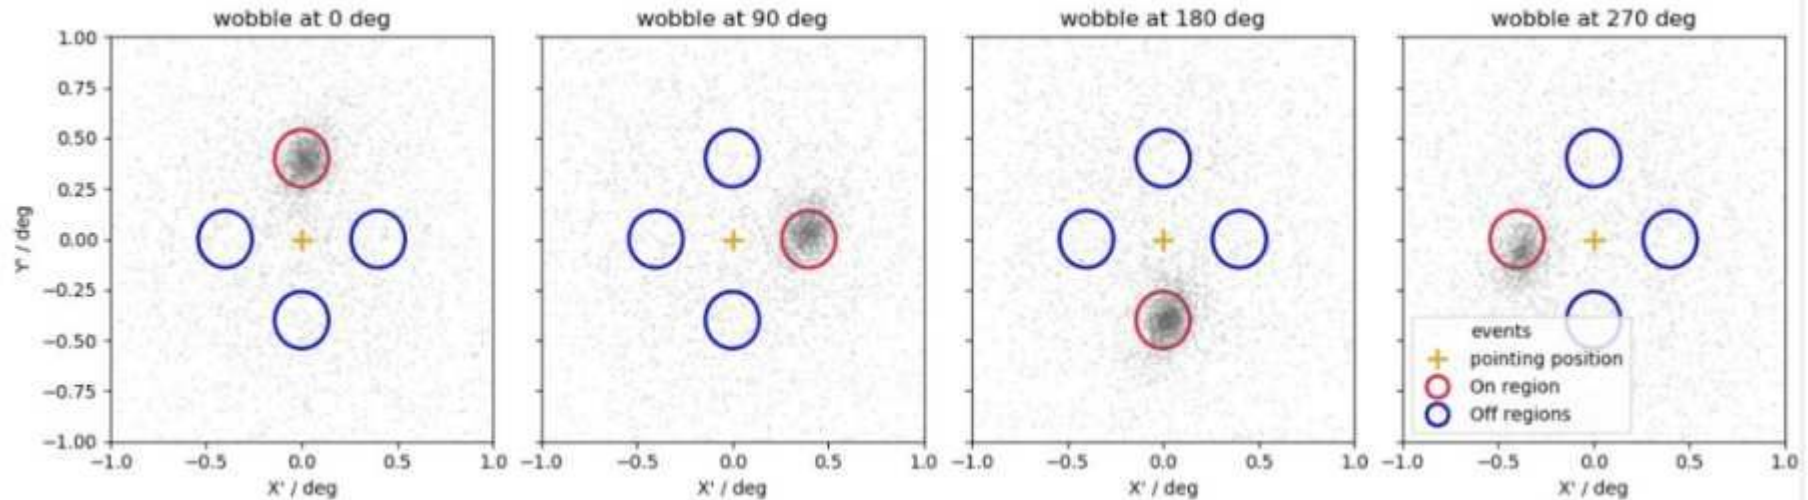 wobble at 0 deg
wobble at 90 deg
wobble at 180 deg
wobble at 270 deg
1.00
0.75
0.50
0.25
0.00
−0.25
−0.50
−0.75
−1.00
Y' / deg
events
pointing position
On region
Off regions
−1.0 −0.5 0.0 0.5 1.0
−1.0 −0.5 0.0 0.5 1.0
−1.0 −0.5 0.0 0.5 1.0
−1.0 −0.5 0.0 0.5 1.0
X' / deg
X' / deg
X' / deg
X' / deg